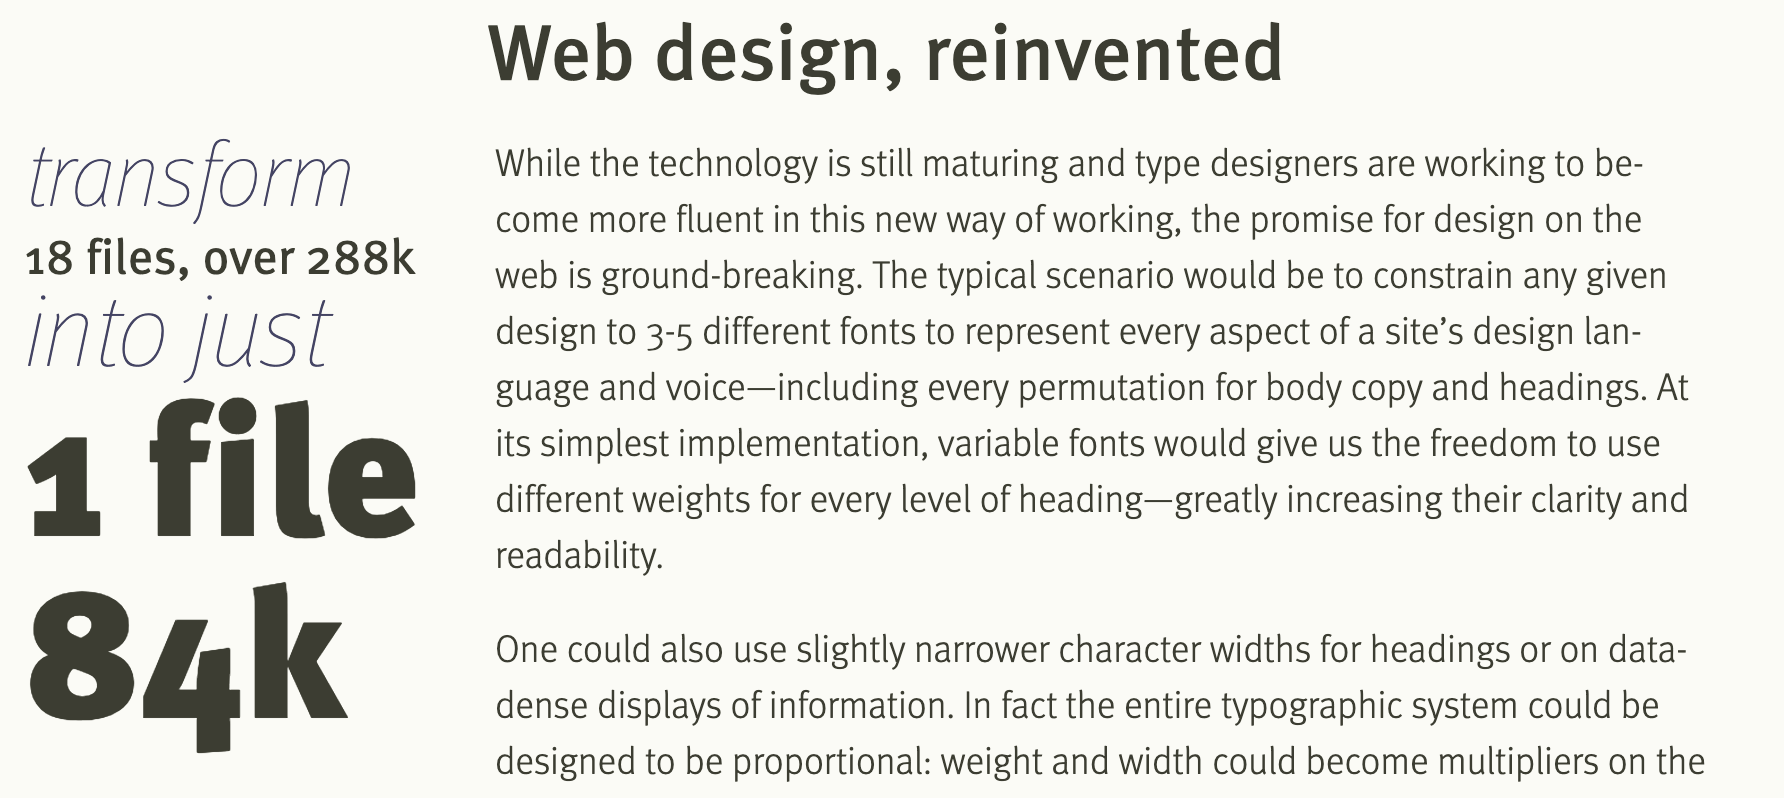 Web design, reinvented
transform
18 files, over 288k
into just
1 file
84k
While the technology is still maturing and type designers are working to be-
come more fluent in this new way of working, the promise for design on the
web is ground-breaking. The typical scenario would be to constrain any given
design to 3-5 different fonts to represent every aspect of a site’s design lan-
guage and voice—including every permutation for body copy and headings. At
its simplest implementation, variable fonts would give us the freedom to use
different weights for every level of heading—greatly increasing their clarity and
readability.
One could also use slightly narrower character widths for headings or on data-
dense displays of information. In fact the entire typographic system could be
designed to be proportional: weight and width could become multipliers on the